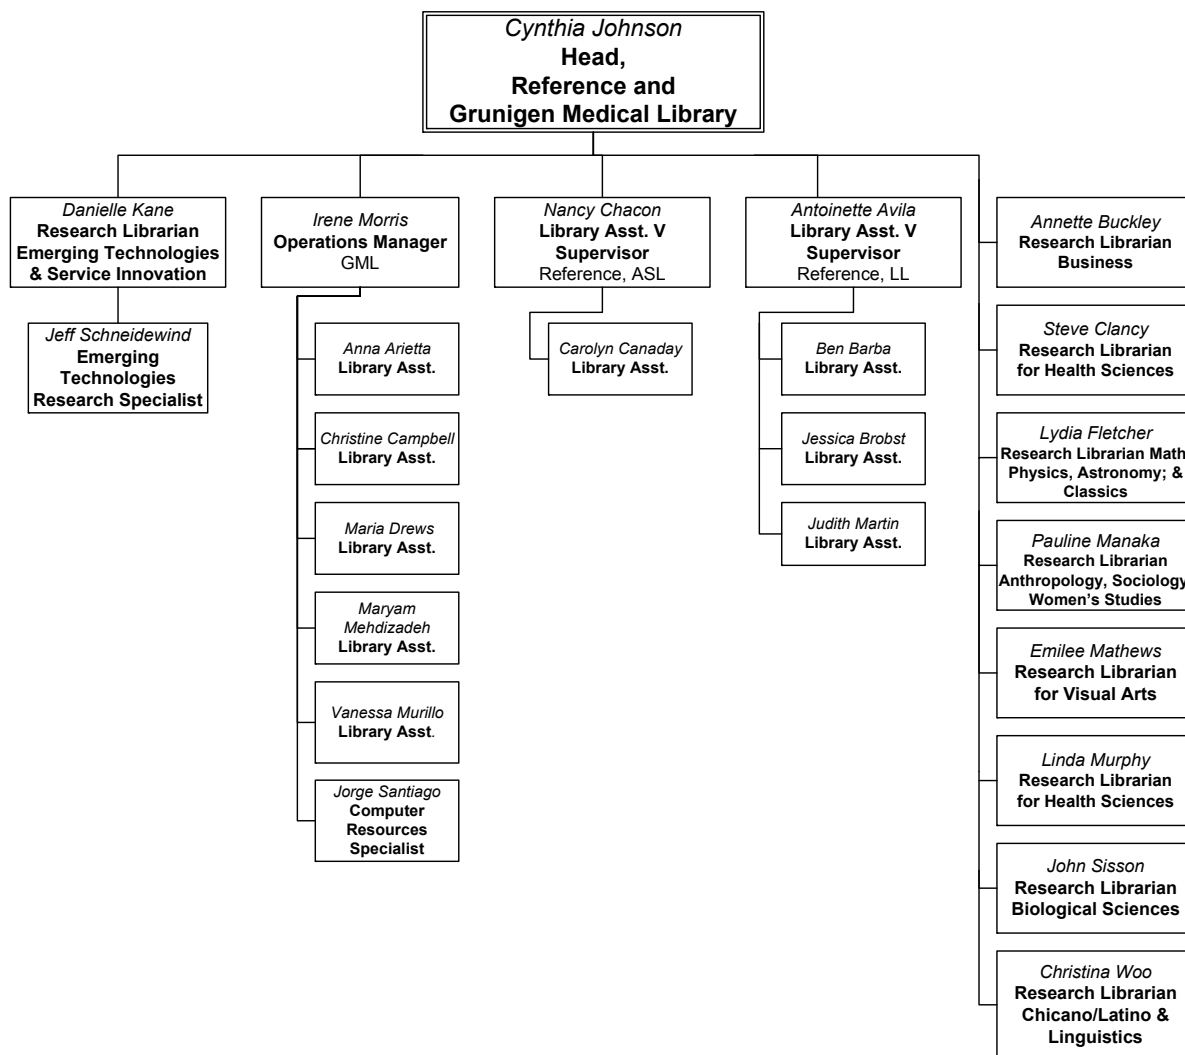 Cynthia Johnson
Head,
Reference and
Grunigen Medical Library
Danielle Kane
Research Librarian
Emerging Technologies
& Service Innovation
Jeff Schneidewind
Emerging
Technologies
Research Specialist
Irene Morris
Operations Manager
GML
Anna Arietta
Library Asst.
Christine Campbell
Library Asst.
Maria Drews
Library Asst.
Maryam
Mehdizadeh
Library Asst.
Vanessa Murillo
Library Asst.
Jorge Santiago
Computer
Resources
Specialist
Nancy Chacon
Library Asst. V
Supervisor
Reference, ASL
Carolyn Canaday
Library Asst.
Antoinette Avila
Library Asst. V
Supervisor
Reference, LL
Ben Barba
Library Asst.
Jessica Brobst
Library Asst.
Judith Martin
Library Asst.
Annette Buckley
Research Librarian
Business
Steve Clancy
Research Librarian
for Health Sciences
Lydia Fletcher
Research Librarian Math
Physics, Astronomy; &
Classics
Pauline Manaka
Research Librarian
Anthropology, Sociology
Women's Studies
Emilee Mathews
Research Librarian
for Visual Arts
Linda Murphy
Research Librarian
for Health Sciences
John Sisson
Research Librarian
Biological Sciences
Christina Woo
Research Librarian
Chicano/Latino &
Linguistics